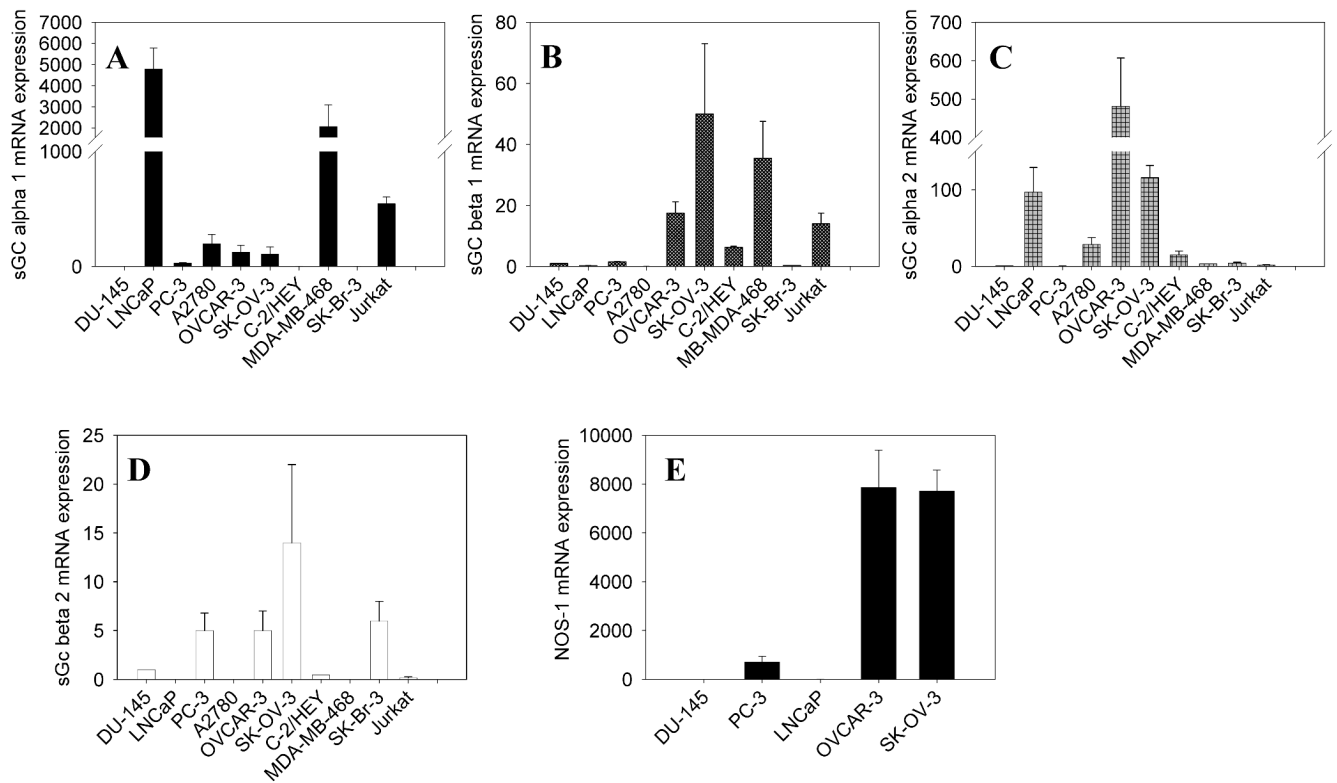 A
sGC alpha 1 mRNA expression
7000
6000
5000
4000
3000
2000
1000
0
DU-145
LNCaP
PC-3
A2780
OVCAR-3
SK-OV-3
C-2/HEY
MDA-MB-468
SK-Br-3
Jurkat
B
sGC beta 1 mRNA expression
80
60
40
20
0
DU-145
LNCaP
PC-3
A2780
OVCAR-3
SK-OV-3
C-2/HEY
MB-MDA-468
SK-Br-3
Jurkat
C
sGC alpha 2 mRNA expression
700
600
500
400
100
0
DU-145
LNCaP
PC-3
A2780
OVCAR-3
SK-OV-3
C-2/HEY
MDA-MB-468
SK-Br-3
Jurkat
D
sGc beta 2 mRNA expression
25
20
15
10
5
0
DU-145
LNCaP
PC-3
A2780
OVCAR-3
SK-OV-3
C-2/HEY
MDA-MB-468
SK-Br-3
Jurkat
E
NOS-1 mRNA expression
10000
8000
6000
4000
2000
0
DU-145
PC-3
LNCaP
OVCAR-3
SK-OV-3